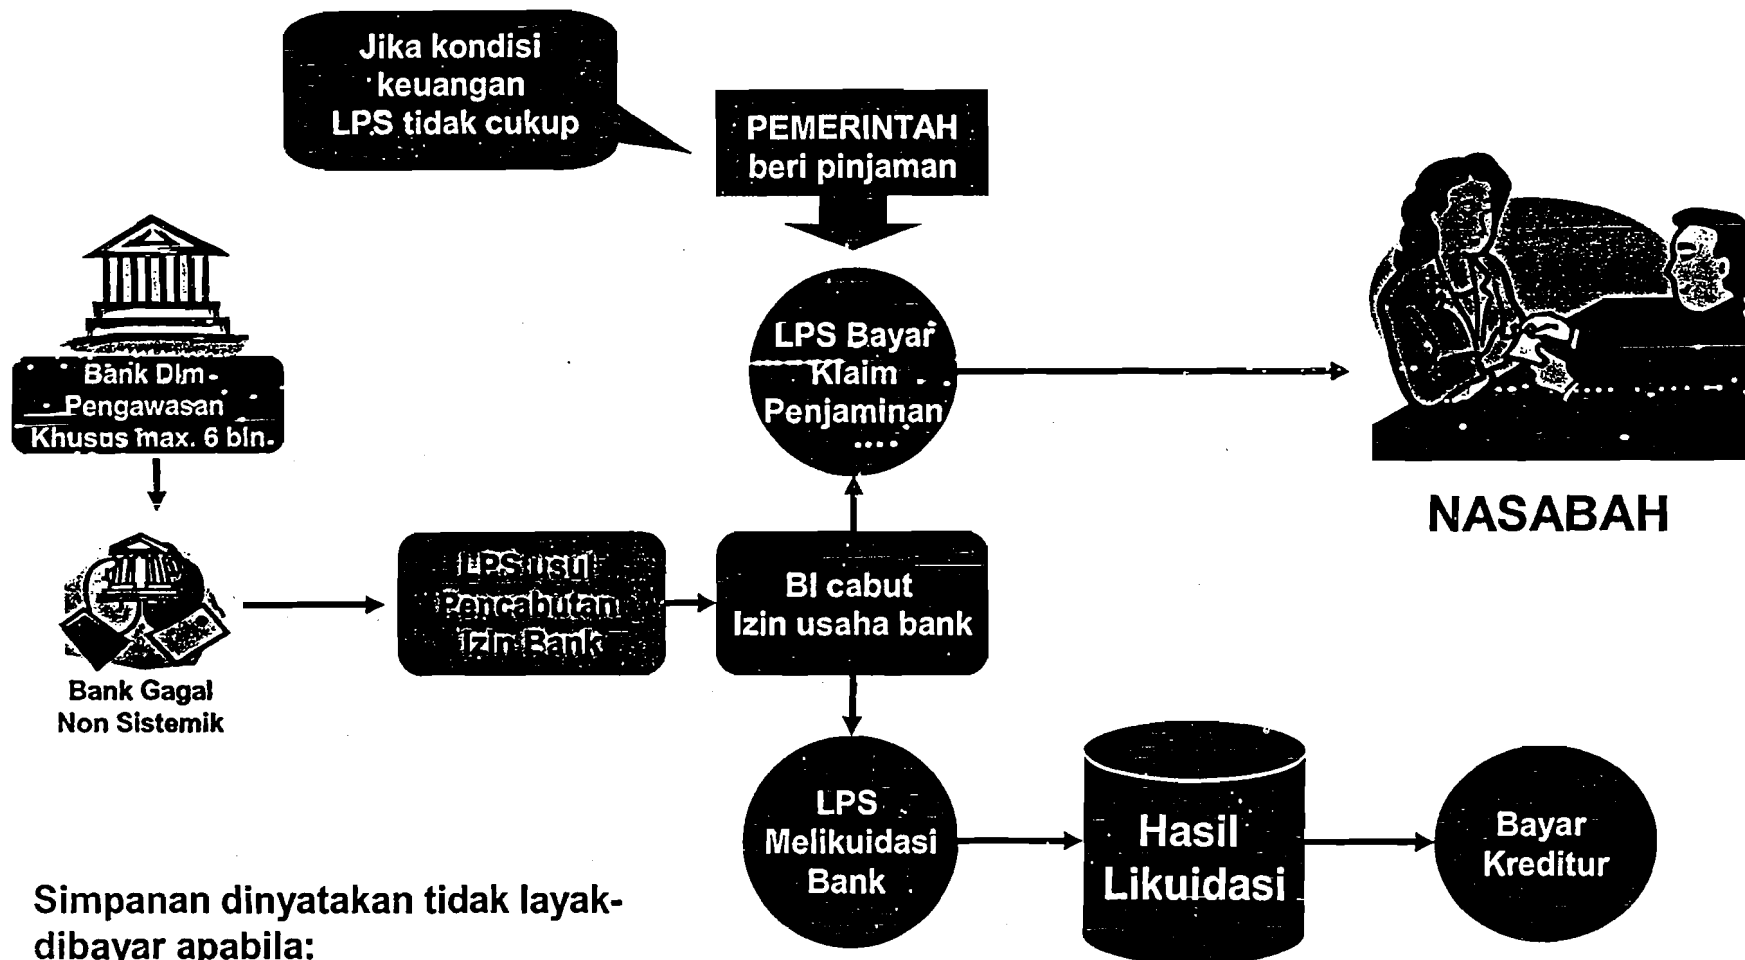 Jika kondisi
keuangan
LPS tidak cukup
PEMERINTAH
beri pinjaman
LPS Bayar
Klaim
Penjaminan
....
Bank Dlm
Pengawasan
Khusus max. 6 bln.
NASABAH
LPS usul
Pencabutan
Izin Bank
BI cabut
Izin usaha bank
Bank Gagal
Non Sistemik
LPS
Melikuidasi
Bank
Hasil
Likuidasi
Bayar
Kreditur
Simpanan dinyatakan tidak layak
dibayar apabila: